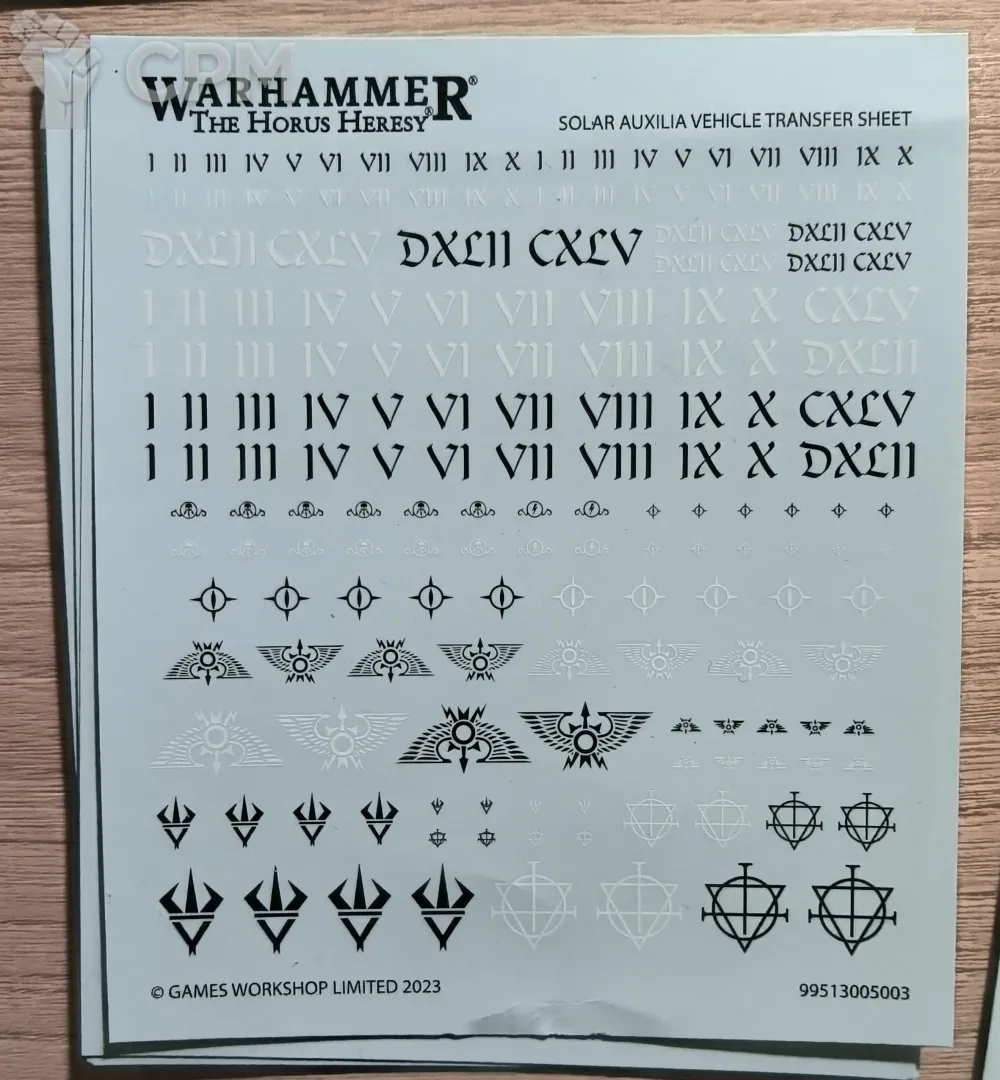 CRM
WARHAMMER®
THE HORUS HERESY®
SOLAR AUXILIA VEHICLE TRANSFER SHEET
I II III IV V VI VII VIII IX X I II III IV V VI VII VIII IX X
I II III IV V VI VII VIII IX X I II III IV V VI VII VIII IX X
DXLII CXLV DXLII CXLV DXLII CXLV DXLII CXLV
DXLII CXLV DXLII CXLV
I II III IV V VI VII VIII IX X CXLV
I II III IV V VI VII VIII IX X DXLII
I II III IV V VI VII VIII IX X CXLV
I II III IV V VI VII VIII IX X DXLII
© GAMES WORKSHOP LIMITED 2023
99513005003